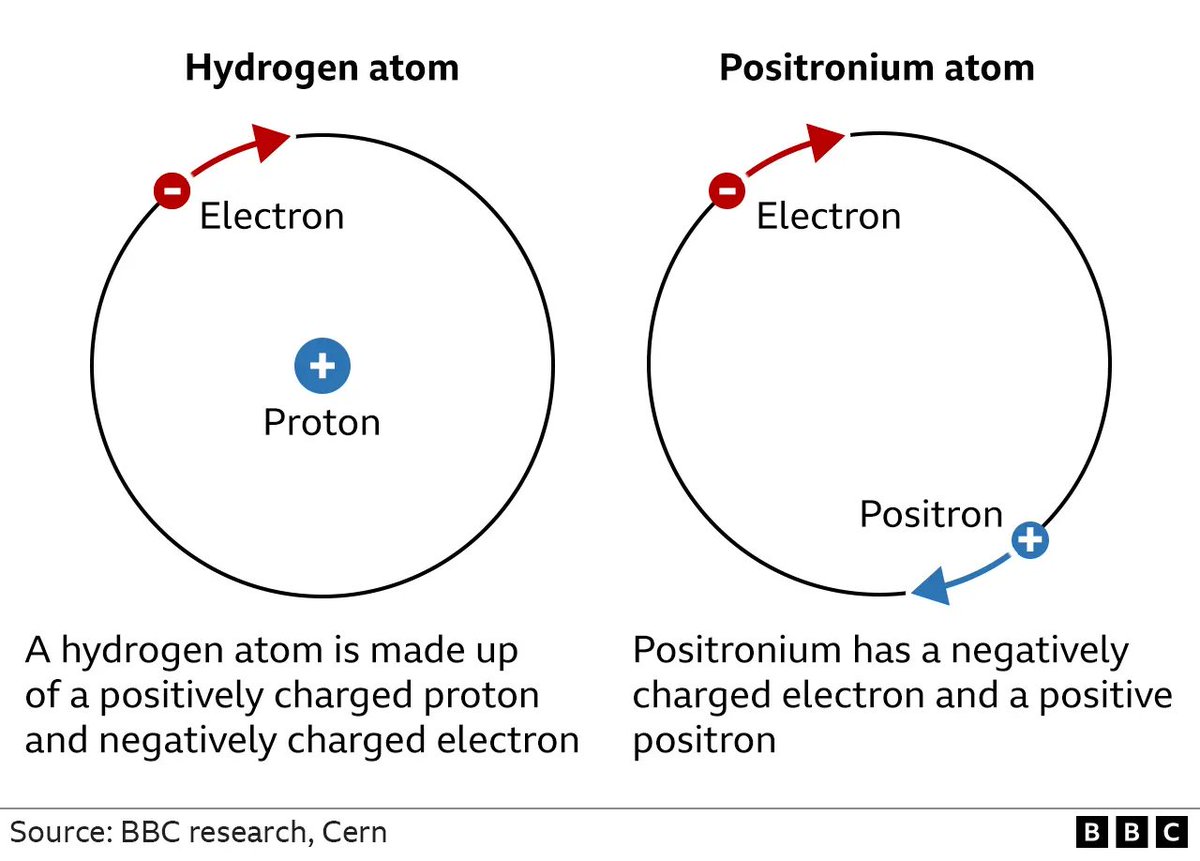 Hydrogen atom
Electron
Proton
A hydrogen atom is made up
of a positively charged proton
and negatively charged electron
Positronium atom
Electron
Positron
Positronium has a negatively
charged electron and a positive
positron
Source: BBC research, Cern
BBC